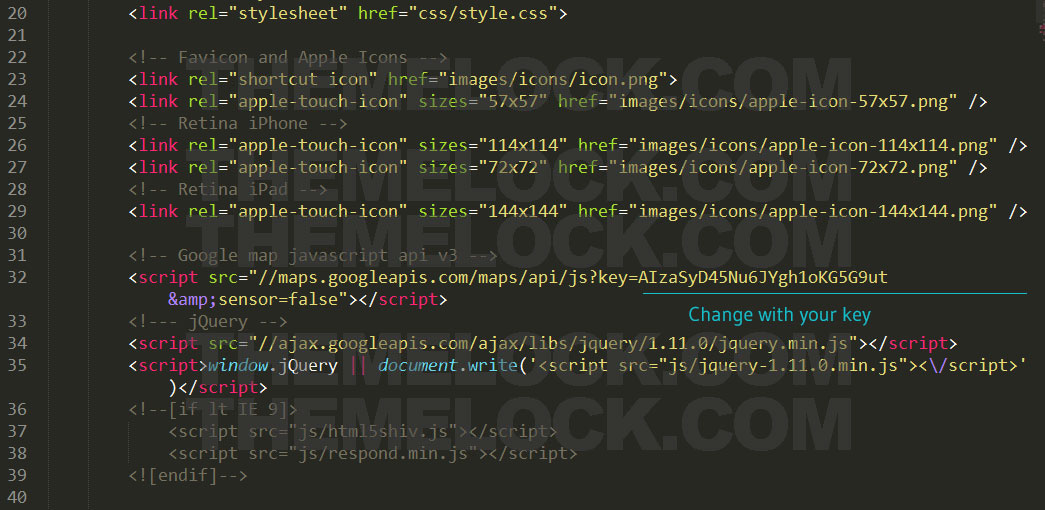 20 <link rel="stylesheet" href="css/style.css">
21
22 <!-- Favicon and Apple Icons -->
23 <link rel="shortcut icon" href="images/icons/icon.png">
24 <link rel="apple-touch-icon" sizes="57x57" href="images/icons/apple-icon-57x57.png" />
25 <!-- Retina iPhone -->
26 <link rel="apple-touch-icon" sizes="114x114" href="images/icons/apple-icon-114x114.png" />
27 <link rel="apple-touch-icon" sizes="72x72" href="images/icons/apple-icon-72x72.png" />
28 <!-- Retina iPad -->
29 <link rel="apple-touch-icon" sizes="144x144" href="images/icons/apple-icon-144x144.png" />
30
31 <!-- Google map javascript api v3 -->
32 <script src="//maps.googleapis.com/maps/api/js?key=AIzaSyD45Nu6JYgh1oKG5G9ut
&amp;sensor=false"></script>
Change with your key
33 <!--- jQuery -->
34 <script src="//ajax.googleapis.com/ajax/libs/jquery/1.11.0/jquery.min.js"></script>
35 <script>window.jQuery || document.write('<script src="js/jquery-1.11.0.min.js"><\/script>'
)</script>
36 <!--[if lt IE 9]>
37 <script src="js/html5shiv.js"></script>
38 <script src="js/respond.min.js"></script>
39 <![endif]-->
40
THEMELOCK.COM
THEMELOCK.COM
THEMELOCK.COM
THEMELOCK.COM
THEMELOCK.COM
THEMELOCK.COM